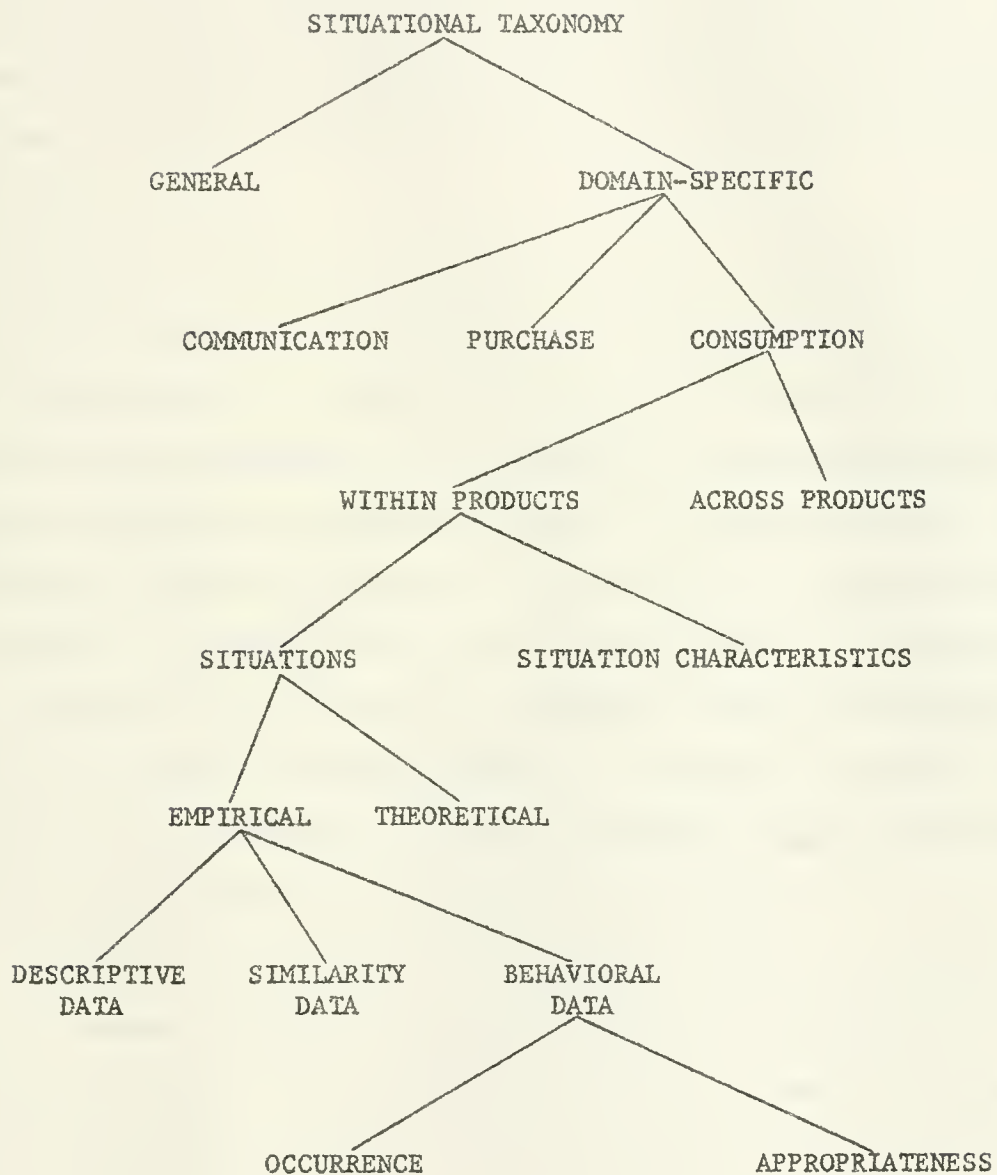 SITUATIONAL TAXONOMY
GENERAL DOMAIN-SPECIFIC
COMMUNICATION PURCHASE CONSUMPTION
WITHIN PRODUCTS ACROSS PRODUCTS
SITUATIONS SITUATION CHARACTERISTICS
EMPIRICAL THEORETICAL
DESCRIPTIVE SIMILARITY BEHAVIORAL
DATA DATA DATA
OCCURRENCE APPROPRIATENESS